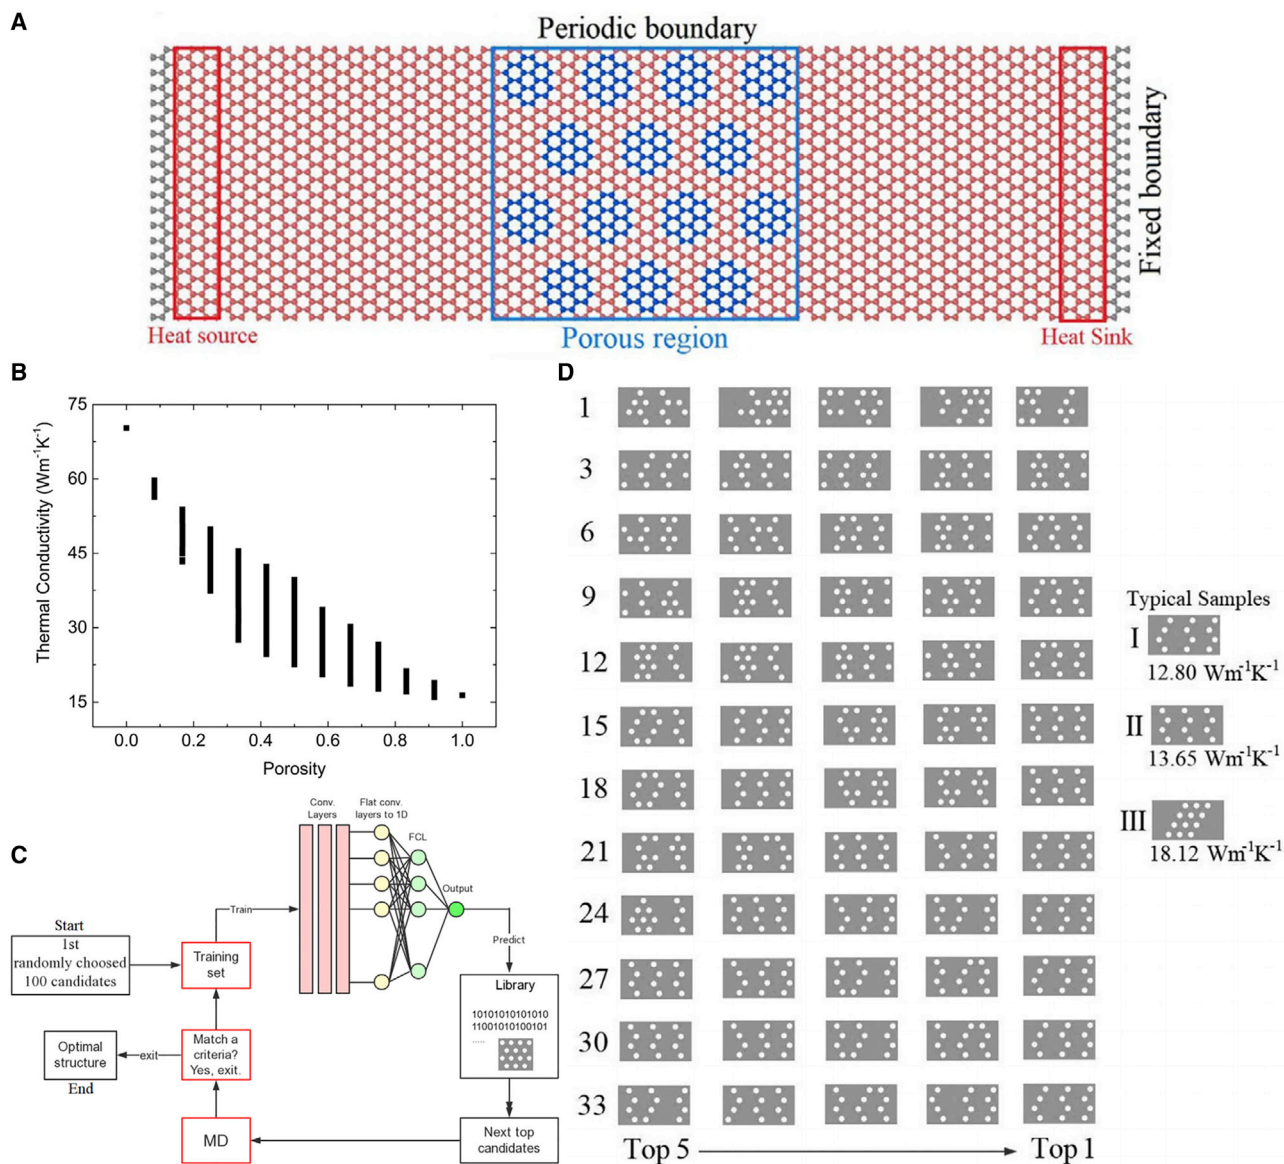 A
Periodic boundary
Fixed boundary
Heat source
Porous region
Heat Sink
B
Thermal Conductivity (Wm⁻¹K⁻¹)
75
60
45
30
15
0.0 0.2 0.4 0.6 0.8 1.0
Porosity
C
Conv.
Layers
Flat conv.
layers to 1D
FCL
Output
Train
Predict
Start
1st
randomly choosed
100 candidates
Training
set
Library
10101010101010
11001010100101
.....
Match a
criteria?
Yes, exit.
exit
Optimal
structure
End
MD
Next top
candidates
D
1
3
6
9
12
15
18
21
24
27
30
33
Top 5
Top 1
Typical Samples
I
12.80 Wm⁻¹K⁻¹
II
13.65 Wm⁻¹K⁻¹
III
18.12 Wm⁻¹K⁻¹